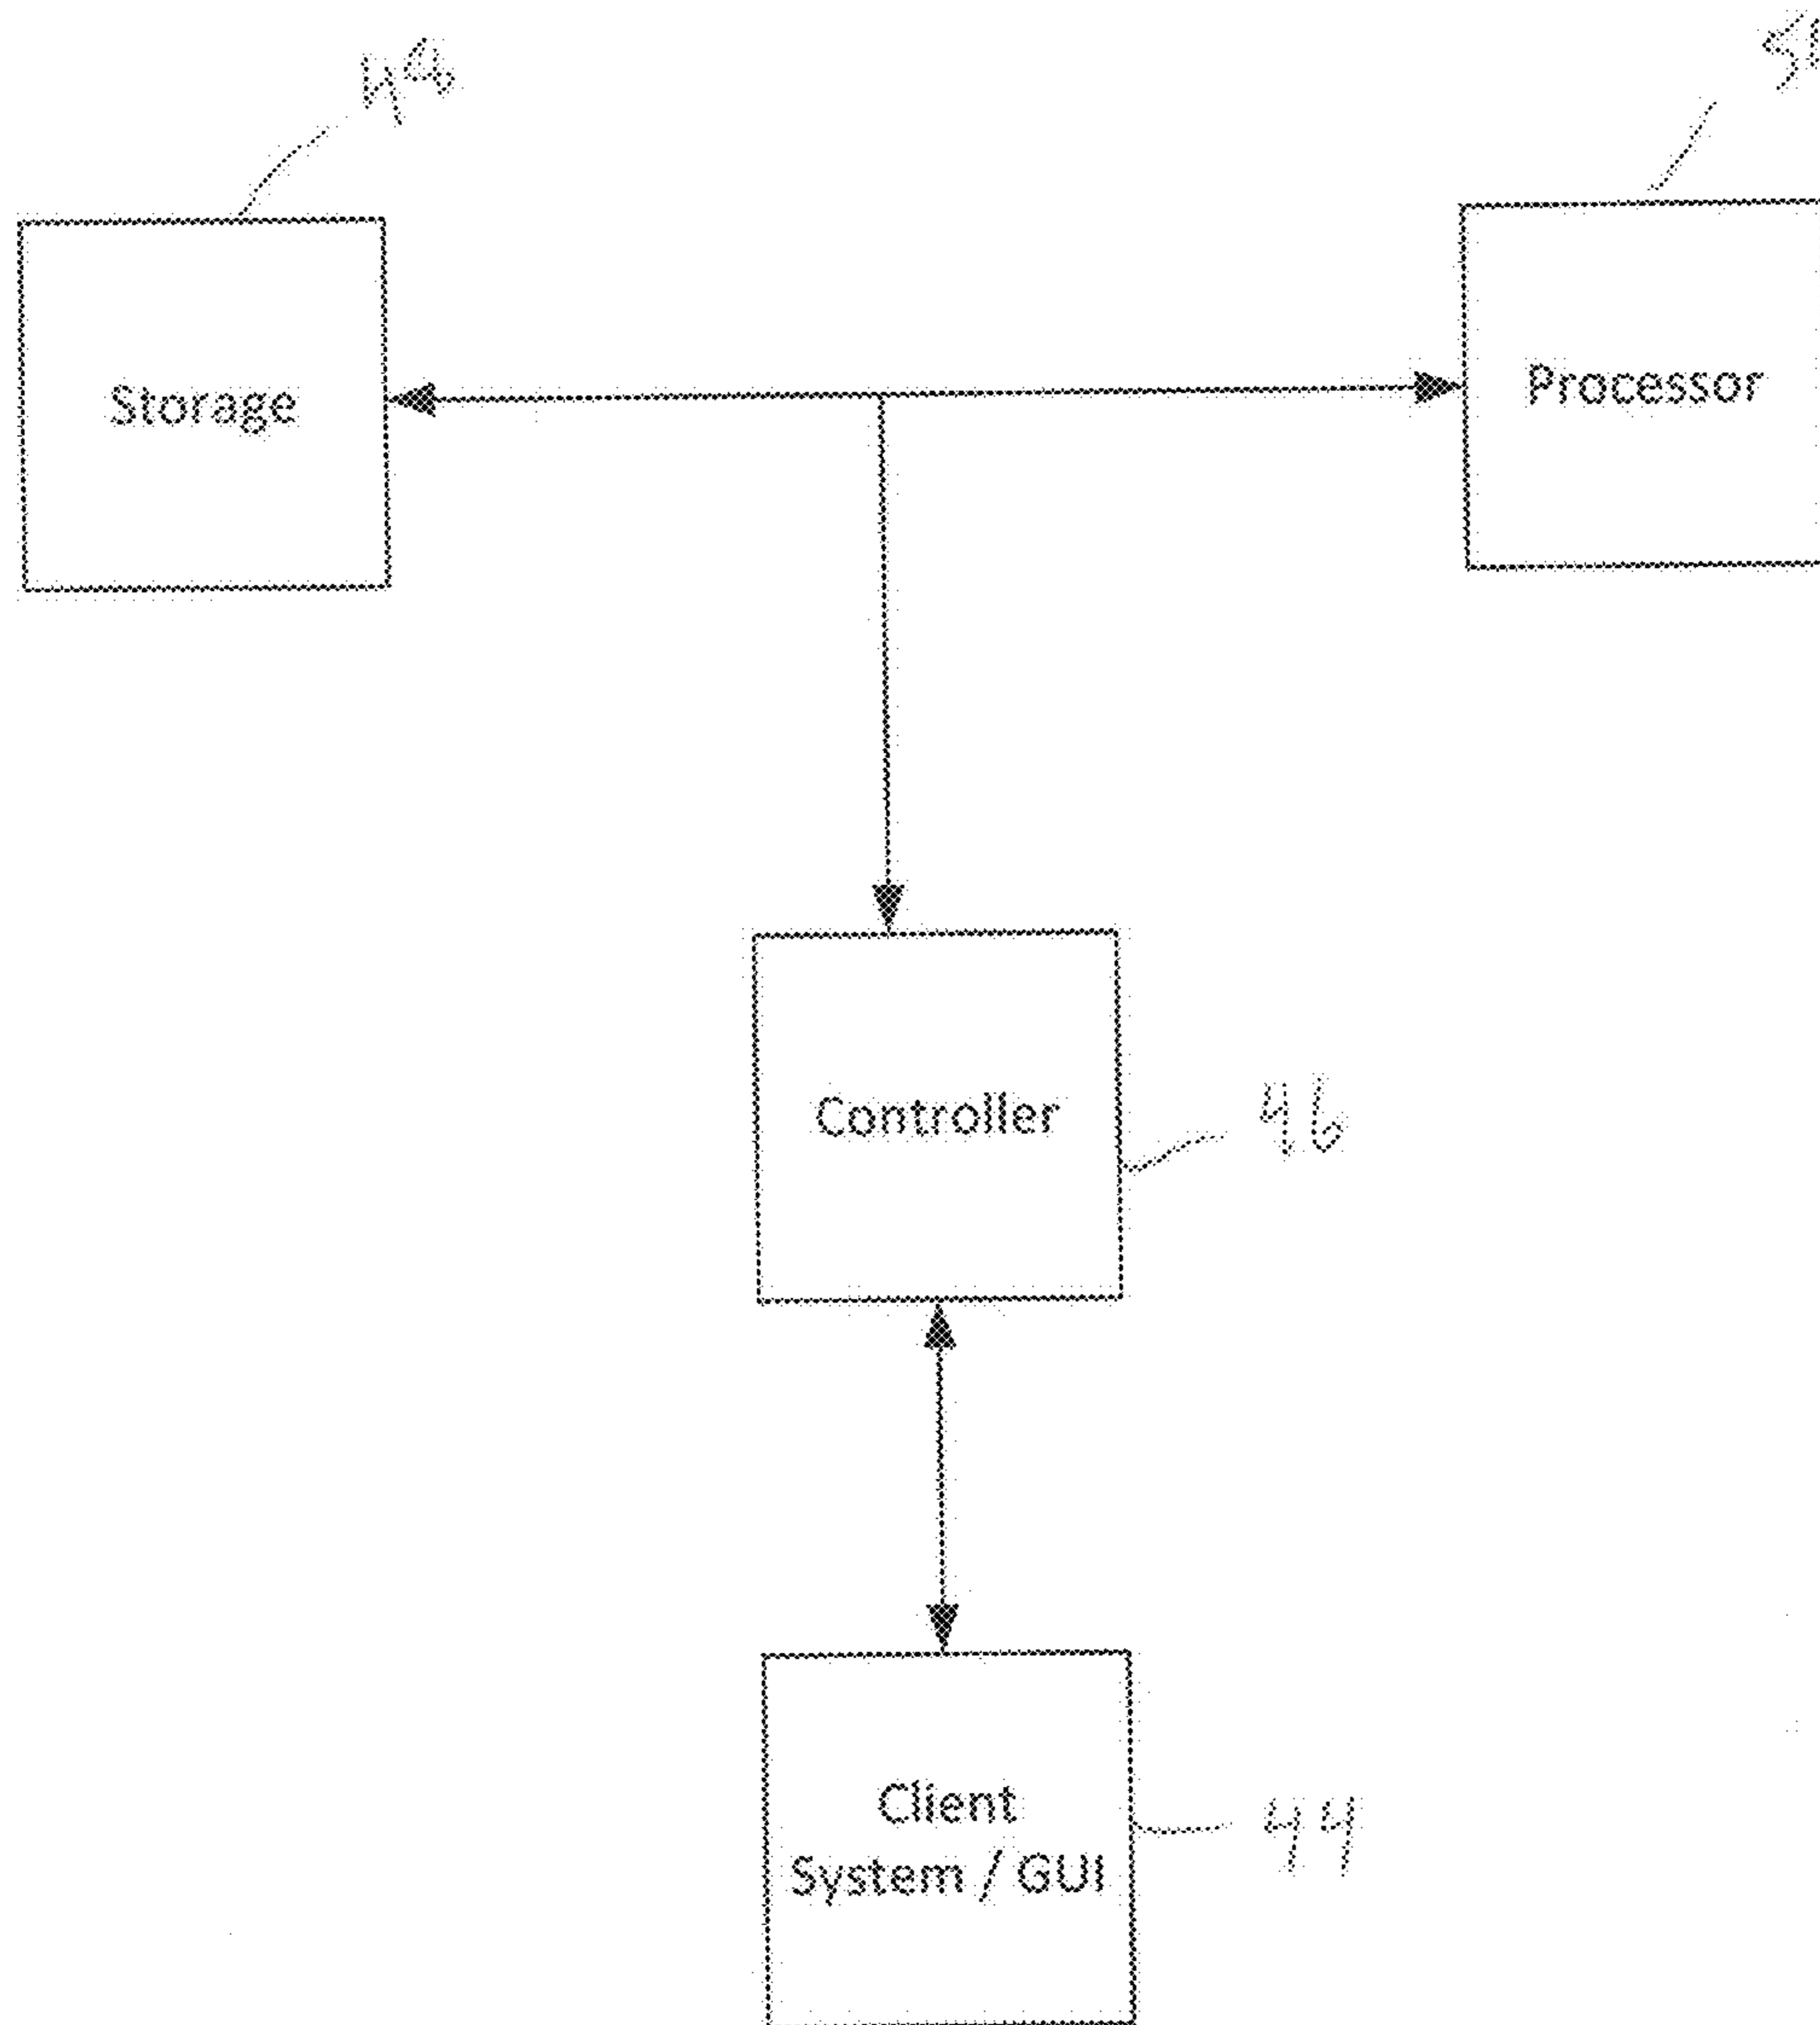 Storage
Processor
Controller
46
Client
System / GUI
44